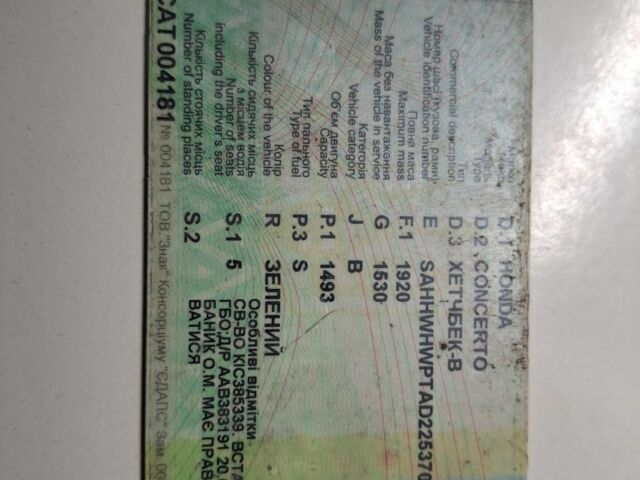 Марка
Make
D.1 HONDA
Модель
Type
D.2 CONCERTO
Тип
Commercial description
D.3 ХЕТЧБЕК-В
Номер шасі (кузова, рами)
Vehicle identification number
E SAHHWHWPTAD225370
Повна маса
Maximum mass
F.1 1920
Маса без навантаження
Mass of the vehicle in service
G 1530
Категорія
Vehicle category
J B
Об'єм двигуна
Capacity
P.1 1493
Тип пального
Type of fuel
P.3 S
Колір
Colour of the vehicle
R ЗЕЛЕНИЙ
Кількість сидячих місць
з місцем водія
Number of seats
including the driver's seat
S.1 5
Кількість стоячих місць
Number of standing places
S.2
Особливі відмітки
СВ-ВО КІС385339, ВСТА
ГБО;Д/Р ААВ383191 20.
БАНИК О.М. МАЄ ПРАВ
ВАТИСЯ
САТ 004181
№ 004181 ТОВ."Знак" Консорціуму "ЄДАПС" Зам. 00